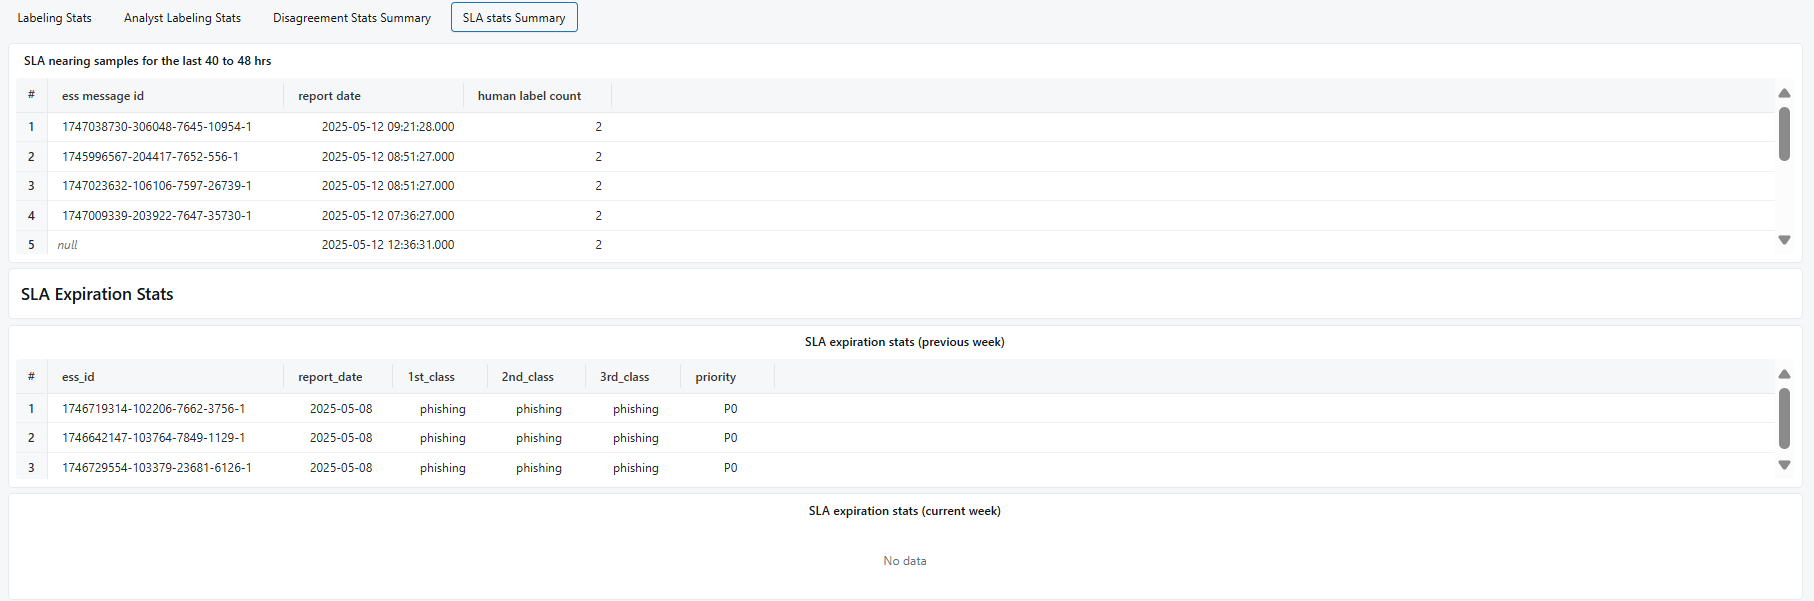 Labeling Stats Analyst Labeling Stats Disagreement Stats Summary SLA stats Summary
SLA nearing samples for the last 40 to 48 hrs
# ess message id report date human label count
1 1747038730-306048-7645-10954-1 2025-05-12 09:21:28.000 2
2 1745996567-204417-7652-556-1 2025-05-12 08:51:27.000 2
3 1747023632-106106-7597-26739-1 2025-05-12 08:51:27.000 2
4 1747009339-203922-7647-35730-1 2025-05-12 07:36:27.000 2
5 null 2025-05-12 12:36:31.000 2
SLA Expiration Stats
SLA expiration stats (previous week)
# ess_id report_date 1st_class 2nd_class 3rd_class priority
1 1746719314-102206-7662-3756-1 2025-05-08 phishing phishing phishing P0
2 1746642147-103764-7849-1129-1 2025-05-08 phishing phishing phishing P0
3 1746729554-103379-23681-6126-1 2025-05-08 phishing phishing phishing P0
SLA expiration stats (current week)
No data